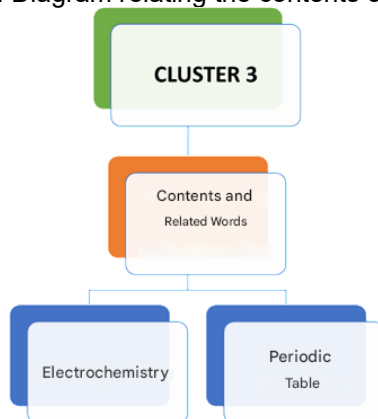 Diagram relating the contents
CLUSTER 3
Contents and
Related Words
Electrochemistry
Periodic
Table